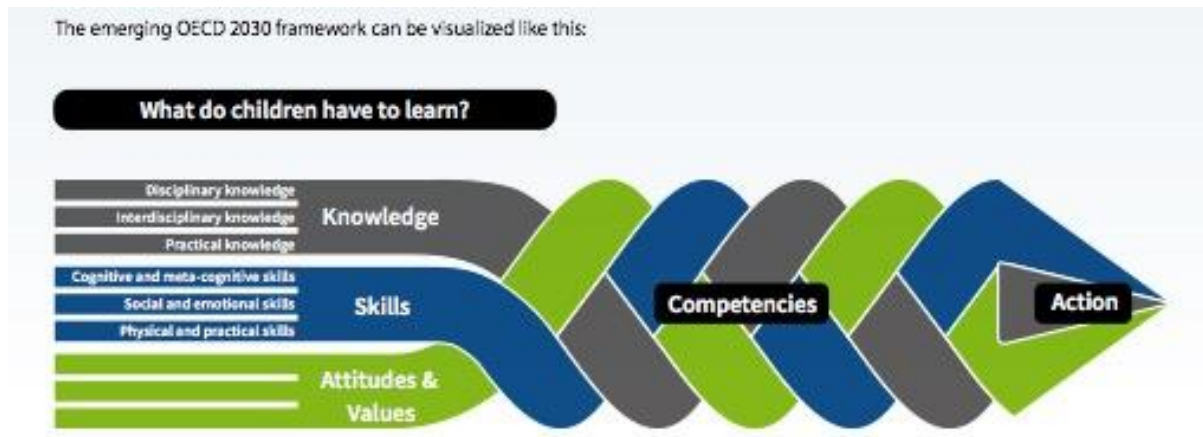 The emerging OECD 2030 framework can be visualized like this:
What do children have to learn?
Disciplinary knowledge
Interdisciplinary knowledge
Practical knowledge
Knowledge
Cognitive and meta-cognitive skills
Social and emotional skills
Physical and practical skills
Skills
Attitudes &
Values
Competencies
Action